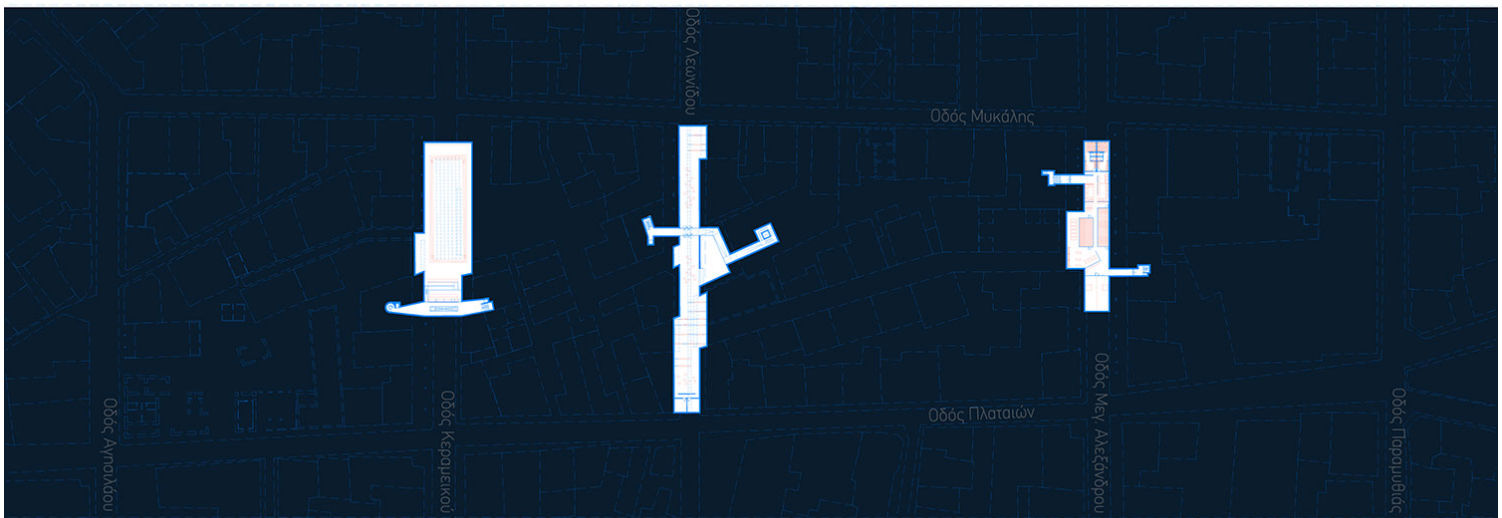 Οδός Λεωνίδου
Οδός Μυκάλης
Οδός Αγησιλάου
Οδός Κεραμεικού
Οδός Πλαταιών
Οδός Μεγ. Αλεξάνδρου
Οδός Παραμυθιάς